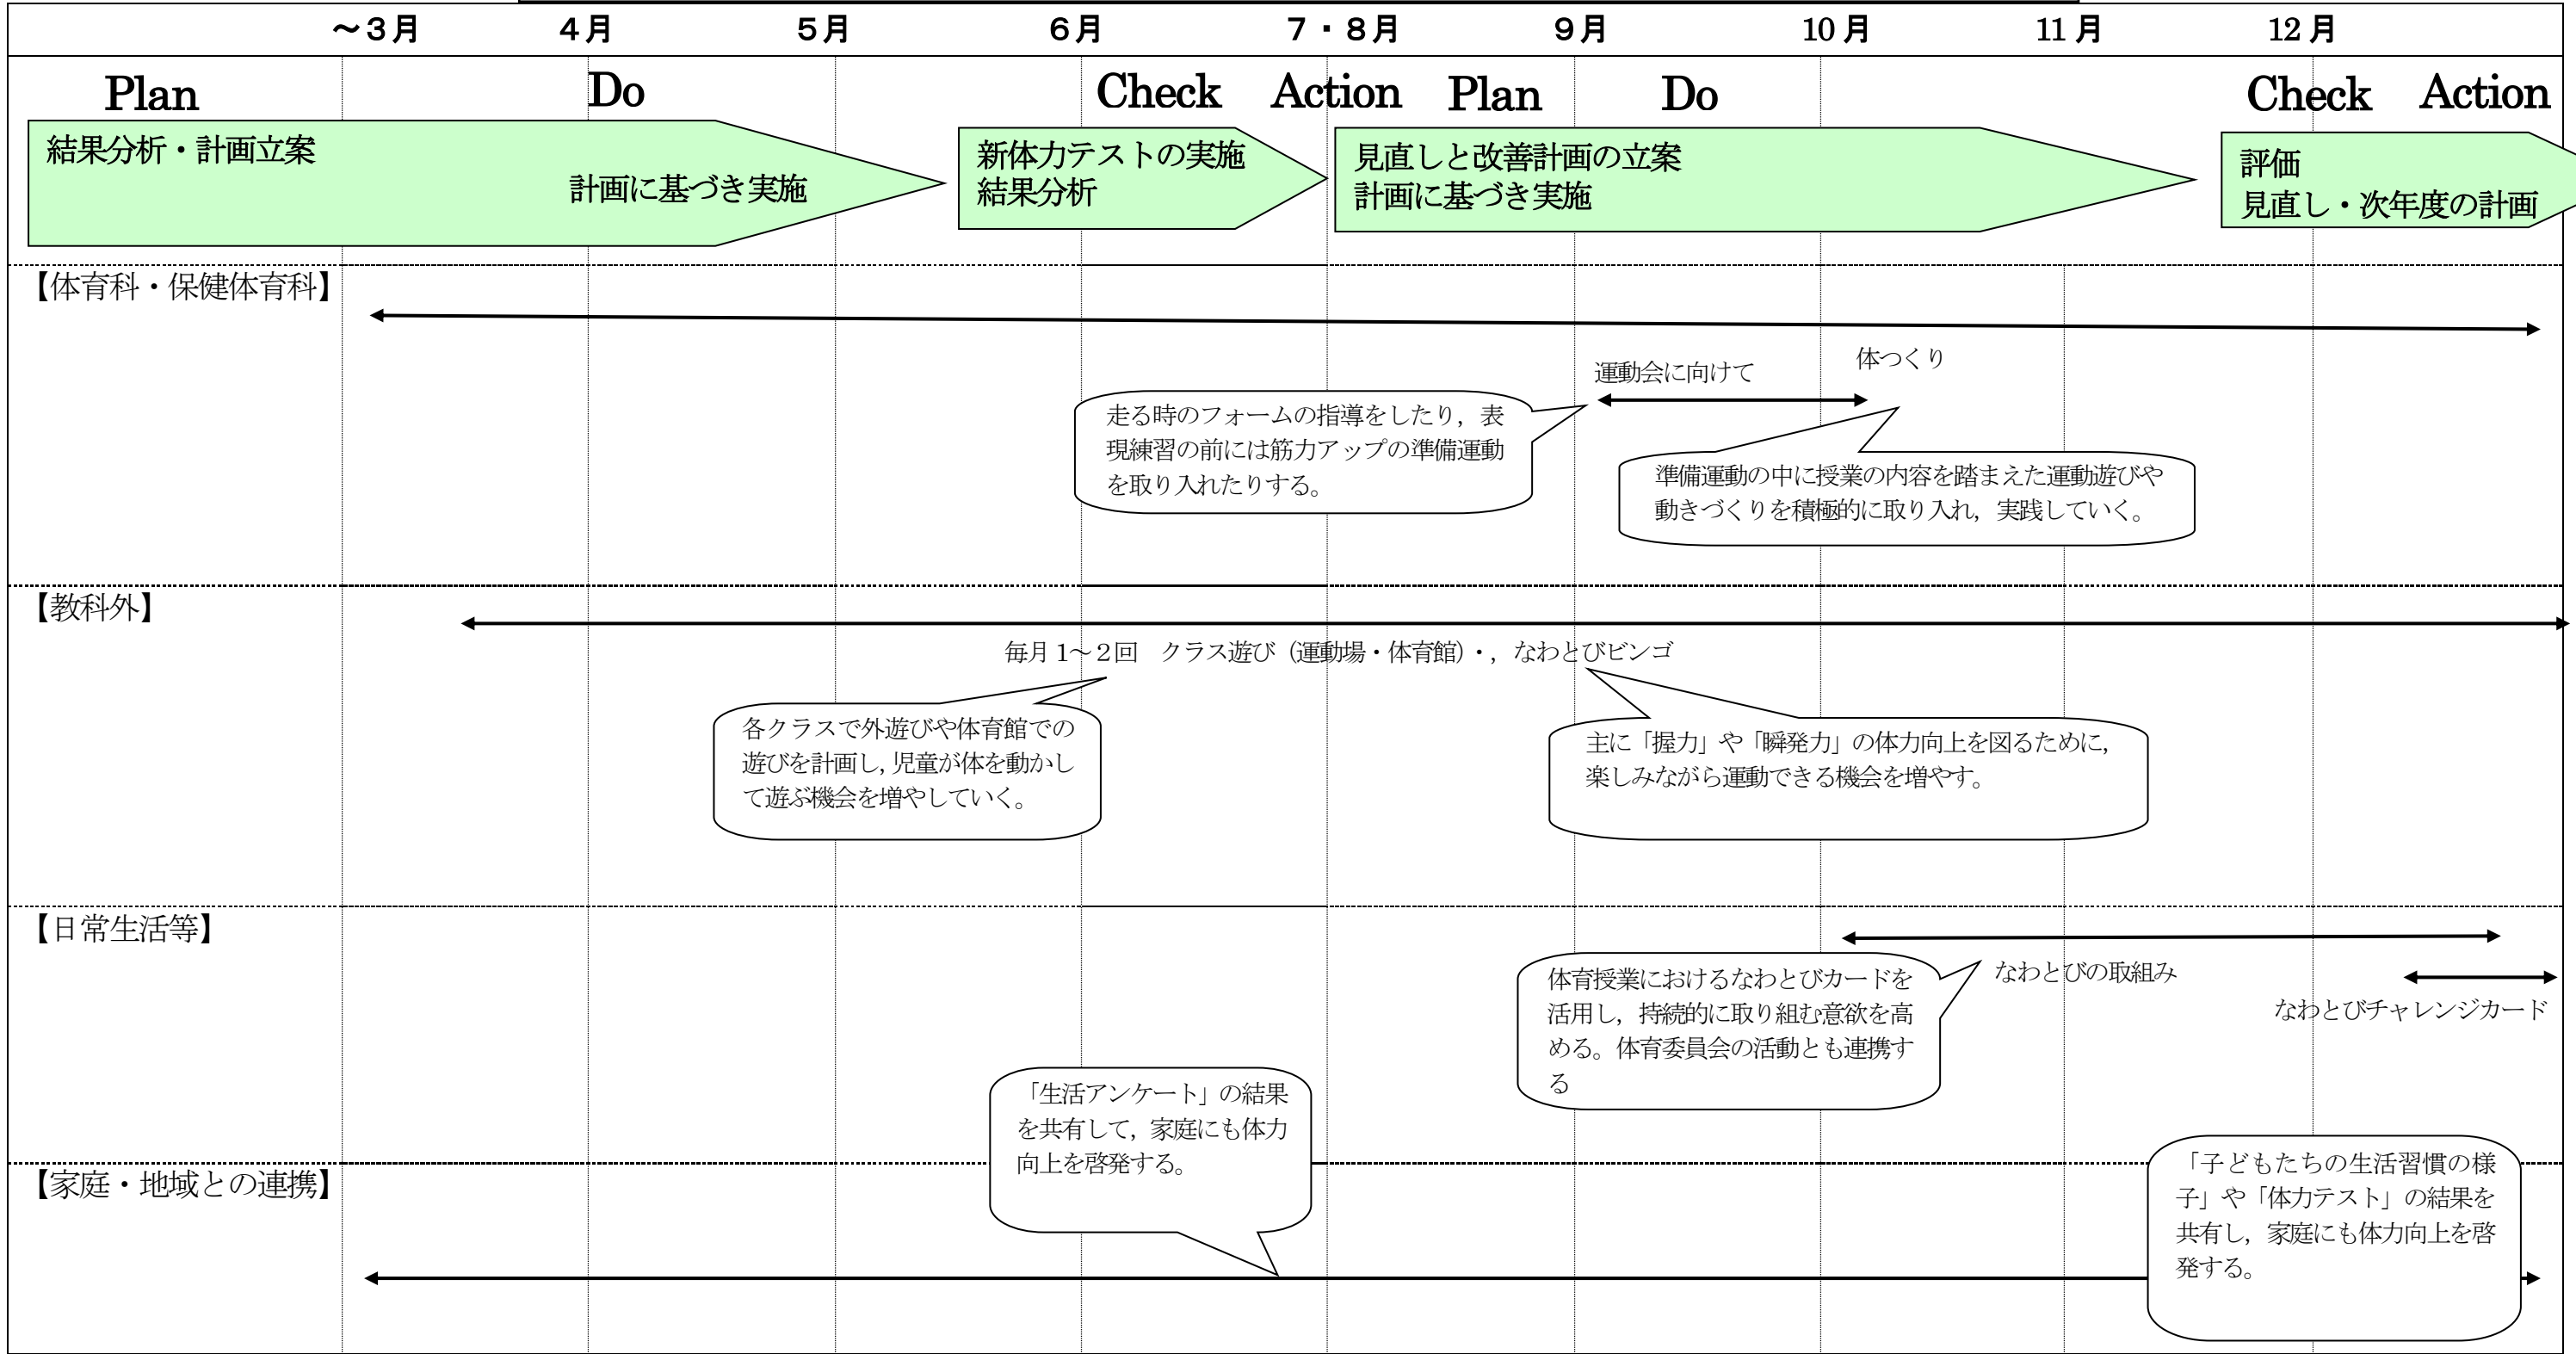 ～３月 ４月 ５月 ６月 ７・８月 ９月 10月 11月 12月
Plan Do Check Action Plan Do Check Action
結果分析・計画立案
計画に基づき実施
新体力テストの実施
結果分析
見直しと改善計画の立案
計画に基づき実施
評価
見直し・次年度の計画
【体育科・保健体育科】
運動会に向けて
体つくり
走る時のフォームの指導をしたり，表
現練習の前には筋力アップの準備運動
を取り入れたりする。
準備運動の中に授業の内容を踏まえた運動遊びや
動きづくりを積極的に取り入れ，実践していく。
【教科外】
毎月1～２回　クラス遊び（運動場・体育館）・，なわとびビンゴ
各クラスで外遊びや体育館での
遊びを計画し,児童が体を動かし
て遊ぶ機会を増やしていく。
主に「握力」や「瞬発力」の体力向上を図るために，
楽しみながら運動できる機会を増やす。
【日常生活等】
なわとびの取組み
なわとびチャレンジカード
体育授業におけるなわとびカードを
活用し，持続的に取り組む意欲を高
める。体育委員会の活動とも連携す
る
「生活アンケート」の結果
を共有して，家庭にも体力
向上を啓発する。
【家庭・地域との連携】
「子どもたちの生活習慣の様
子」や「体力テスト」の結果を
共有し，家庭にも体力向上を啓
発する。